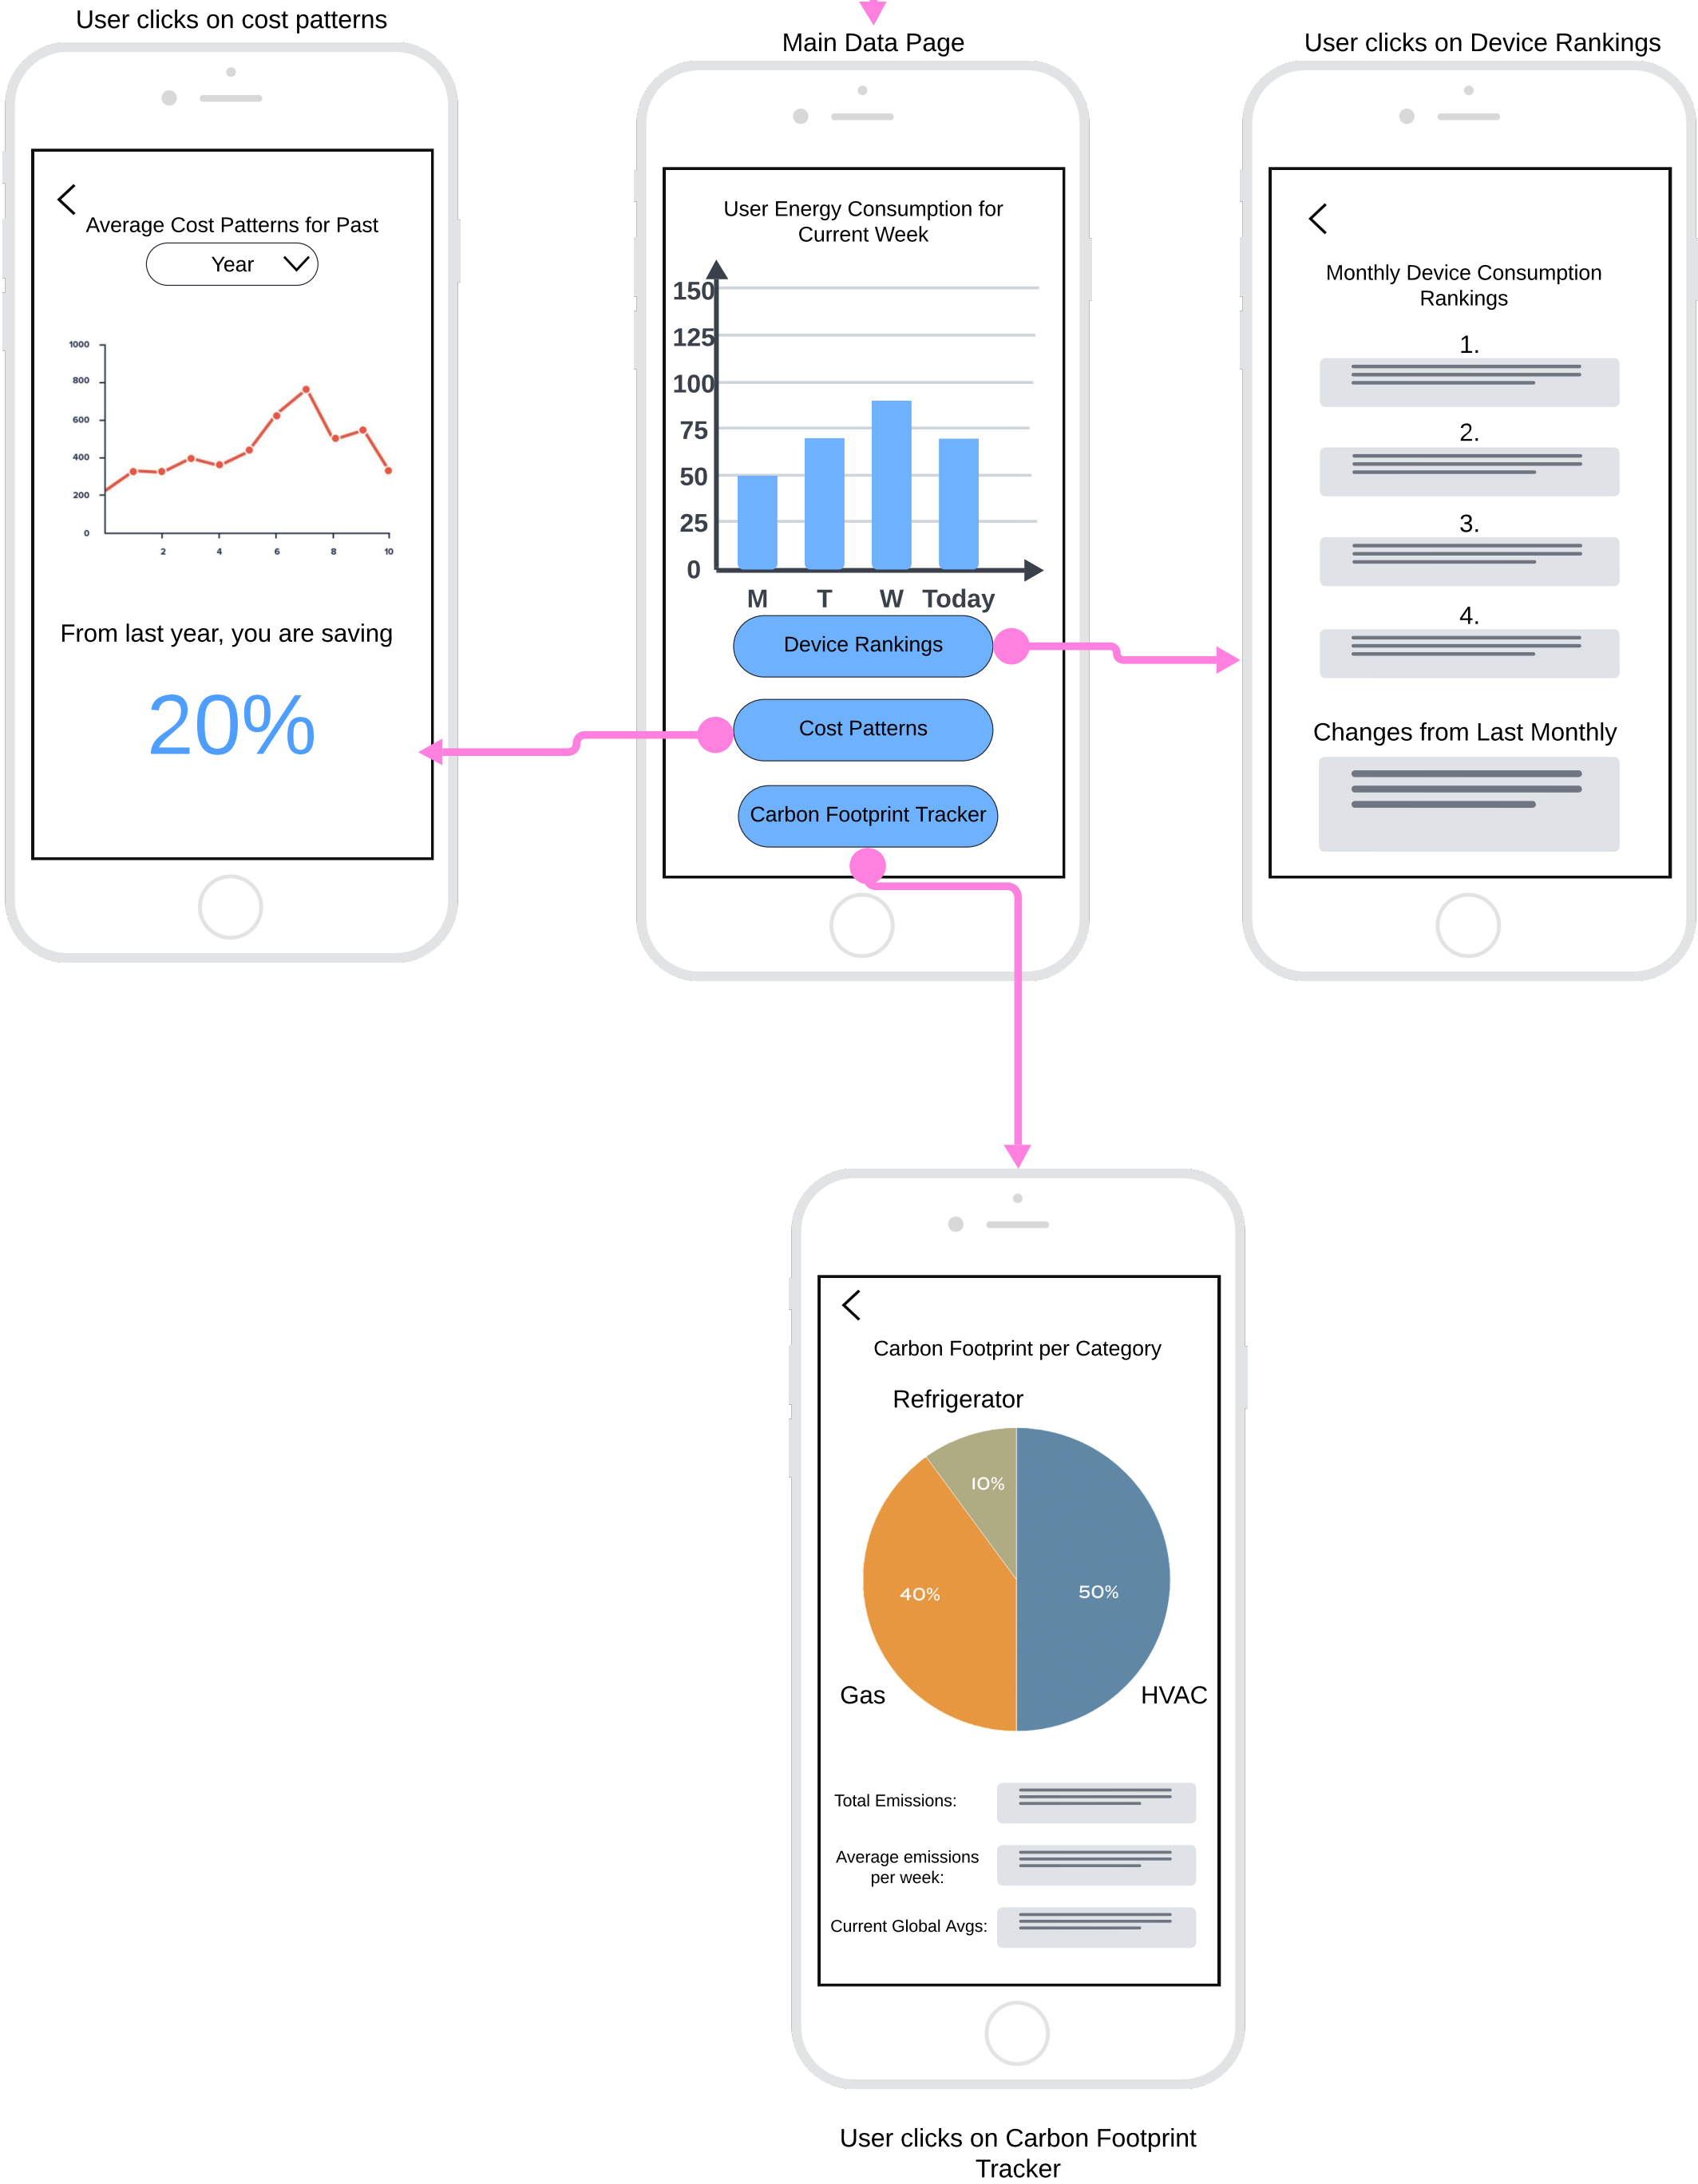 User clicks on cost patterns
Average Cost Patterns for Past
Year
1000
800
600
400
200
0
2 4 6 8 10
From last year, you are saving
20%
Main Data Page
User Energy Consumption for
Current Week
150
125
100
75
50
25
0
M T W Today
Device Rankings
Cost Patterns
Carbon Footprint Tracker
User clicks on Device Rankings
Monthly Device Consumption
Rankings
1.
2.
3.
4.
Changes from Last Monthly
Carbon Footprint per Category
Refrigerator
10%
40%
50%
Gas
HVAC
Total Emissions:
Average emissions
per week:
Current Global Avgs:
User clicks on Carbon Footprint
Tracker